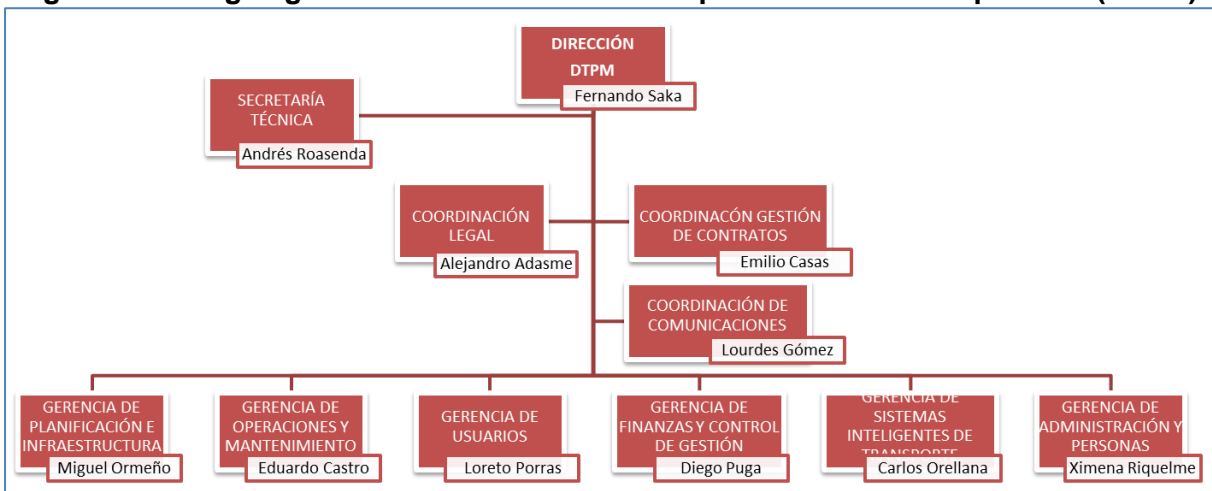 DIRECCIÓN
DTPM
Fernando Saka
SECRETARÍA
TÉCNICA
Andrés Roasenda
COORDINACIÓN
LEGAL
Alejandro Adasme
COORDINACÓN GESTIÓN
DE CONTRATOS
Emilio Casas
COORDINACIÓN DE
COMUNICACIONES
Lourdes Gómez
GERENCIA DE
PLANIFICACIÓN E
INFRAESTRUCTURA
Miguel Ormeño
GERENCIA DE
OPERACIONES Y
MANTENIMIENTO
Eduardo Castro
GERENCIA DE
USUARIOS
Loreto Porras
GERENCIA DE
FINANZAS Y CONTROL
DE GESTIÓN
Diego Puga
GERENCIA DE
SISTEMAS
INTELIGENTES DE
TRANSPORTE
Carlos Orellana
GERENCIA DE
ADMINISTRACIÓN Y
PERSONAS
Ximena Riquelme